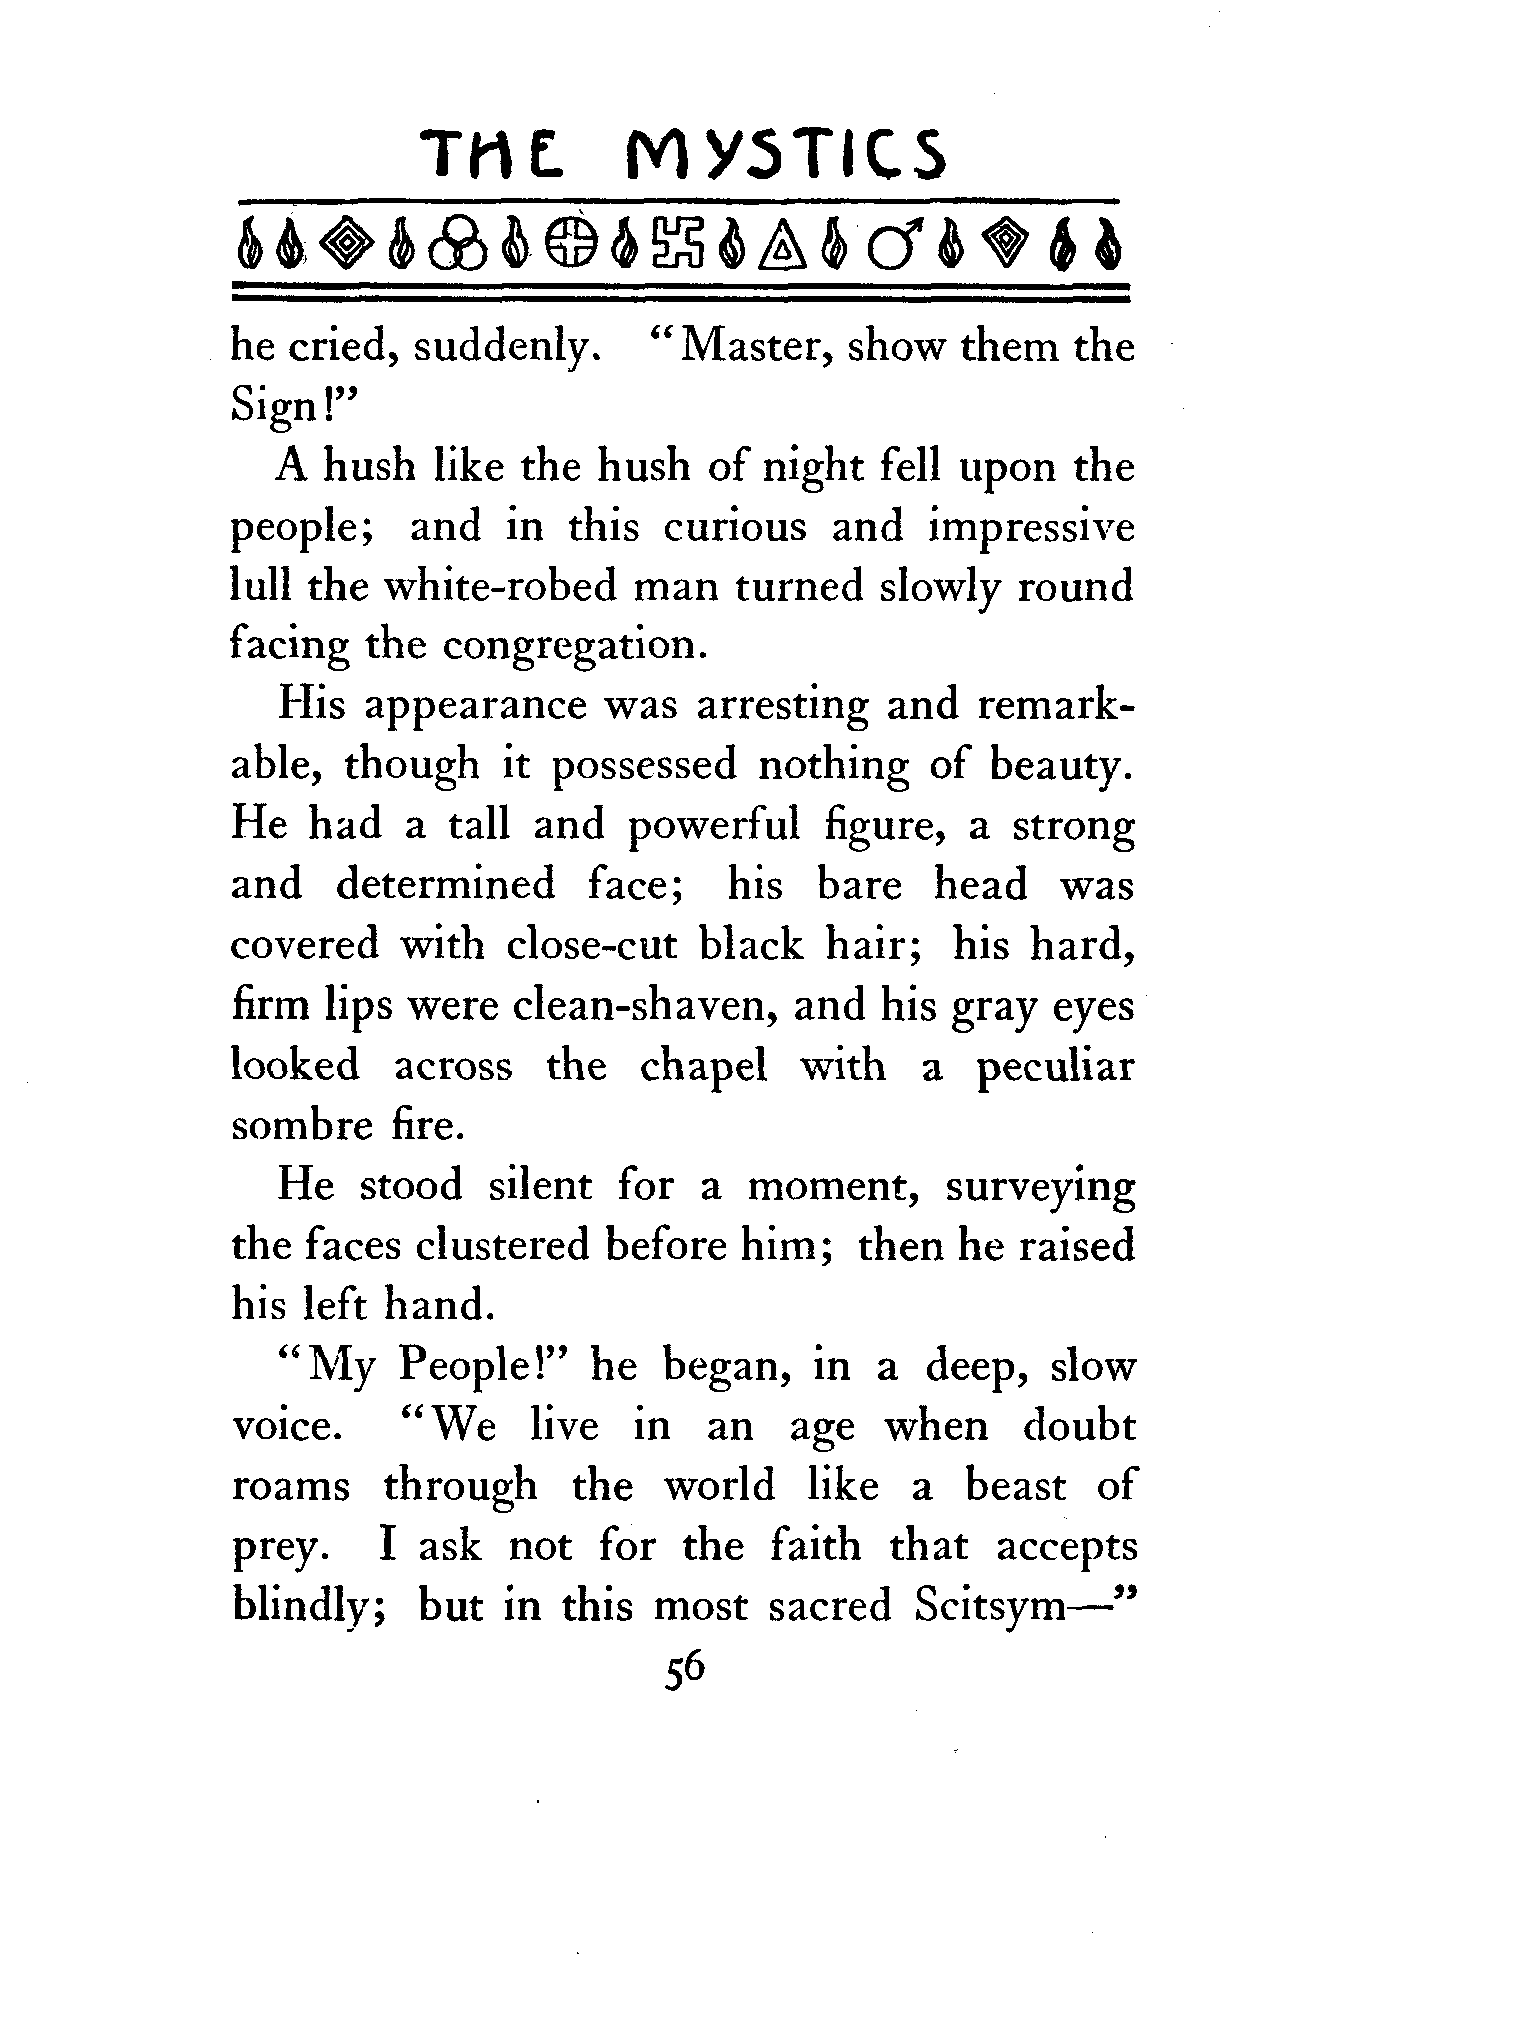 THE MYSTICS
he cried, suddenly. "Master, show them the
Sign!"
A hush like the hush of night fell upon the
people; and in this curious and impressive
lull the white-robed man turned slowly round
facing the congregation.
His appearance was arresting and remark-
able, though it possessed nothing of beauty.
He had a tall and powerful figure, a strong
and determined face; his bare head was
covered with close-cut black hair; his hard,
firm lips were clean-shaven, and his gray eyes
looked across the chapel with a peculiar
sombre fire.
He stood silent for a moment, surveying
the faces clustered before him; then he raised
his left hand.
"My People!" he began, in a deep, slow
voice. "We live in an age when doubt
roams through the world like a beast of
prey. I ask not for the faith that accepts
blindly; but in this most sacred Scitsym—"
56